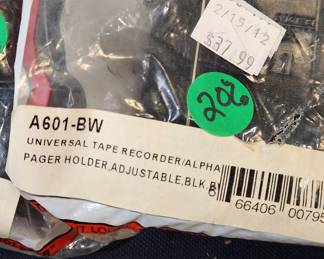 2/15/12
$37.99
20%
A601-BW
UNIVERSAL TAPE RECORDER/ALPHA
PAGER HOLDER,ADJUSTABLE,BLK,B
66406 00795